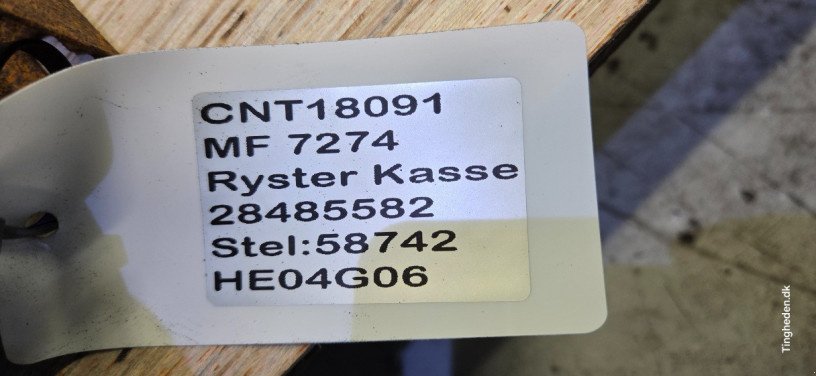 CNT18091
MF 7274
Ryster Kasse
28485582
Stel:58742
HE04G06
Tingheden.dk